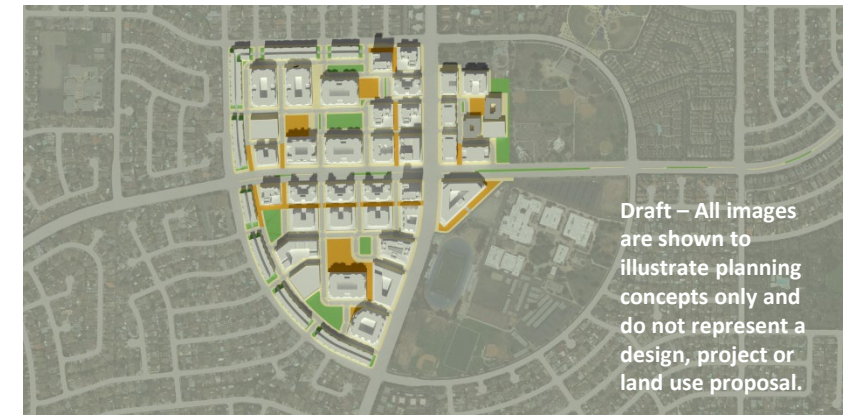 Draft – All images
are shown to
illustrate planning
concepts only and
do not represent a
design, project or
land use proposal.